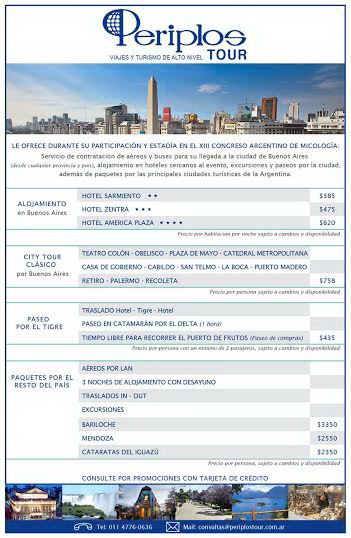 Periplos
VIAJES Y TURISMO DE ALTO NIVEL TOUR
LE OFRECE DURANTE SU PARTICIPACIÓN Y ESTADÍA EN EL XIII CONGRESO ARGENTINO DE MICOLOGÍA:
Servicio de contratación de aéreos y buses para su llegada a la ciudad de Buenos Aires
(desde cualquier provincia y país), alojamiento en hoteles cercanos al evento, excursiones y paseos por la ciudad,
además de paquetes por las principales ciudades turísticas de la Argentina.
ALOJAMIENTO
en Buenos Aires
HOTEL SARMIENTO ★★ $385
HOTEL ZENTRA ★★★ $475
HOTEL AMERICA PLAZA ★★★★ $620
Precio por habitación por noche sujeto a cambios y disponibilidad
CITY TOUR
CLÁSICO
por Buenos Aires
TEATRO COLÓN - OBELISCO - PLAZA DE MAYO - CATEDRAL METROPOLITANA
CASA DE GOBIERNO - CABILDO - SAN TELMO - LA BOCA - PUERTO MADERO
RETIRO - PALERMO - RECOLETA $758
Precio por persona sujeto a cambios y disponibilidad
PASEO
POR EL TIGRE
TRASLADO Hotel - Tigre - Hotel
PASEO EN CATAMARÁN POR EL DELTA (1 hora)
TIEMPO LIBRE PARA RECORRER EL PUERTO DE FRUTOS (Paseo de compras) $435
Precio por persona con un mínimo de 2 pasajeros, sujeto a cambios y disponibilidad
PAQUETES POR EL
RESTO DEL PAÍS
AÉREOS POR LAN
3 NOCHES DE ALOJAMIENTO CON DESAYUNO
TRASLADOS IN - OUT
EXCURSIONES
BARILOCHE $3350
MENDOZA $2550
CATARATAS DEL IGUAZÚ $2350
Precio por persona, sujeto a cambios y disponibilidad
CONSULTE POR PROMOCIONES CON TARJETA DE CRÉDITO
Tel: 011 4776-0636 Mail: consultas@periplostour.com.ar